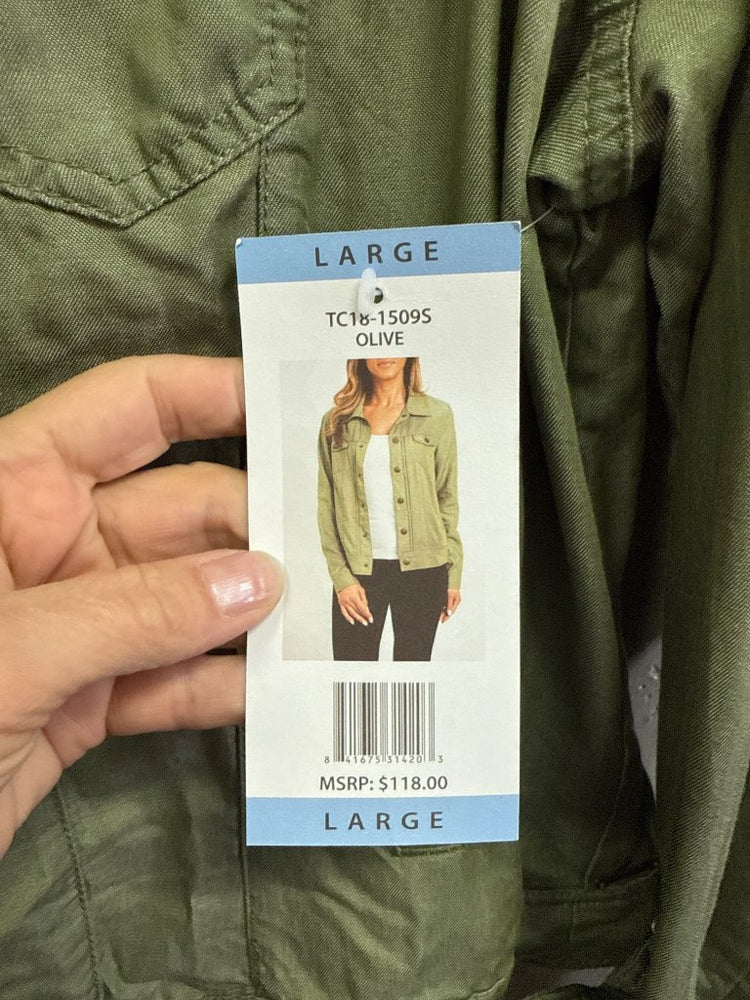 LARGE
TC18-1509S
OLIVE
8 41675 31420 3
MSRP: $118.00
LARGE